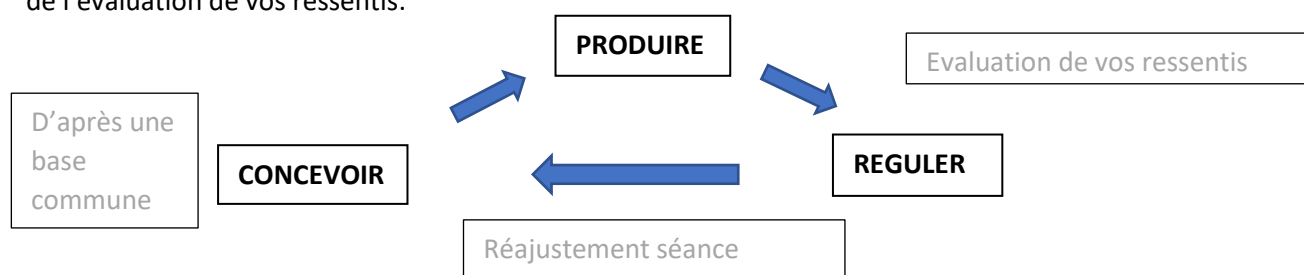 de l'évaluation de vos ressentis.
PRODUIRE
Evaluation de vos ressentis
D'après une
base
commune
CONCEVOIR
REGULER
Réajustement séance